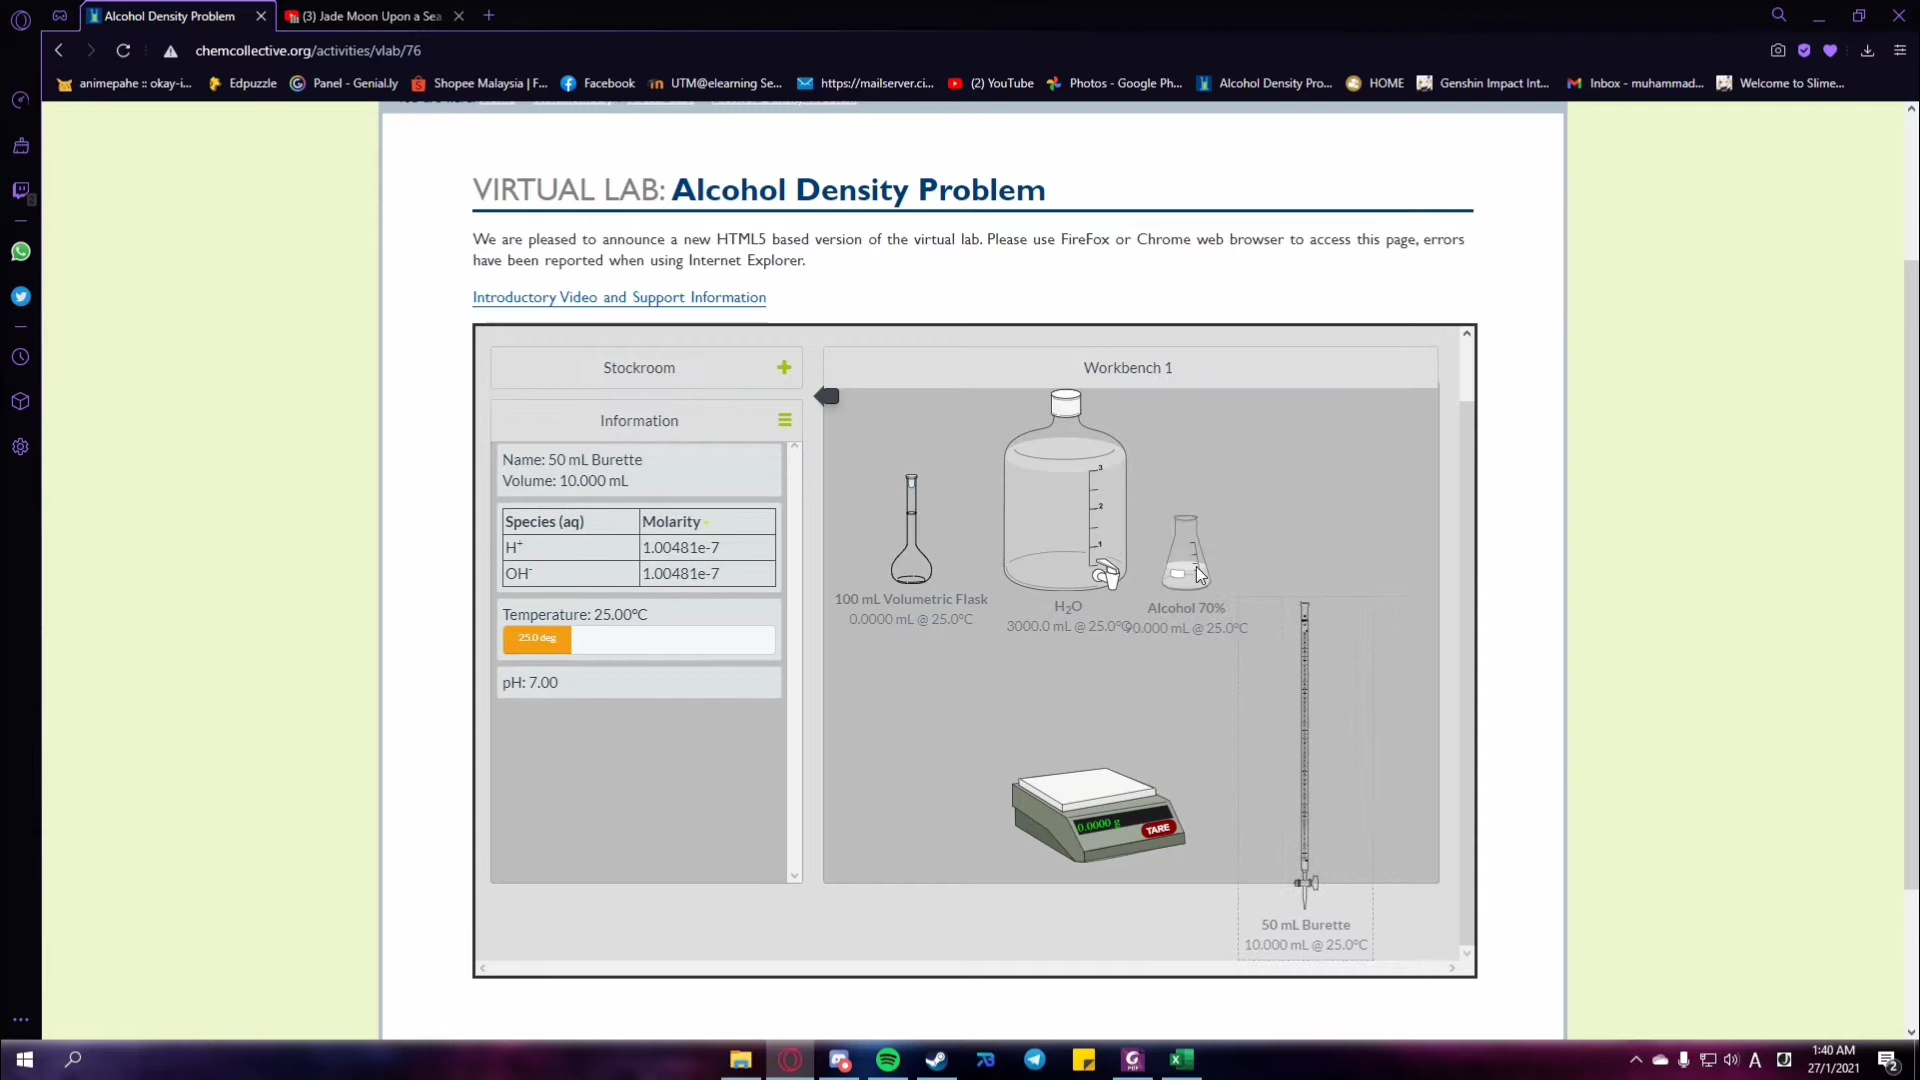 Alcohol Density Problem
(3) Jade Moon Upon a Sea
chemcollective.org/activities/vlab/76
animepahe :: okay-i...
Edpuzzle
Panel - Genial.ly
Shopee Malaysia | F...
Facebook
UTM@elearning Se...
https://mailserver.ci...
(2) YouTube
Photos - Google Ph...
Alcohol Density Pro...
HOME
Genshin Impact Int...
Inbox - muhammad...
Welcome to Slime...
VIRTUAL LAB: Alcohol Density Problem
We are pleased to announce a new HTML5 based version of the virtual lab. Please use FireFox or Chrome web browser to access this page, errors
have been reported when using Internet Explorer.
Introductory Video and Support Information
Stockroom
Workbench 1
Information
Name: 50 mL Burette
Volume: 10.000 mL
Species (aq) Molarity
H+ 1.00481e-7
OH- 1.00481e-7
Temperature: 25.00°C
25.0 deg
pH: 7.00
3
2
1
100 mL Volumetric Flask
0.0000 mL @ 25.0°C
H2O
3000.0 mL @ 25.0°C
Alcohol 70%
90.000 mL @ 25.0°C
0.0000 g
TARE
50 mL Burette
10.000 mL @ 25.0°C
1:40 AM
27/1/2021